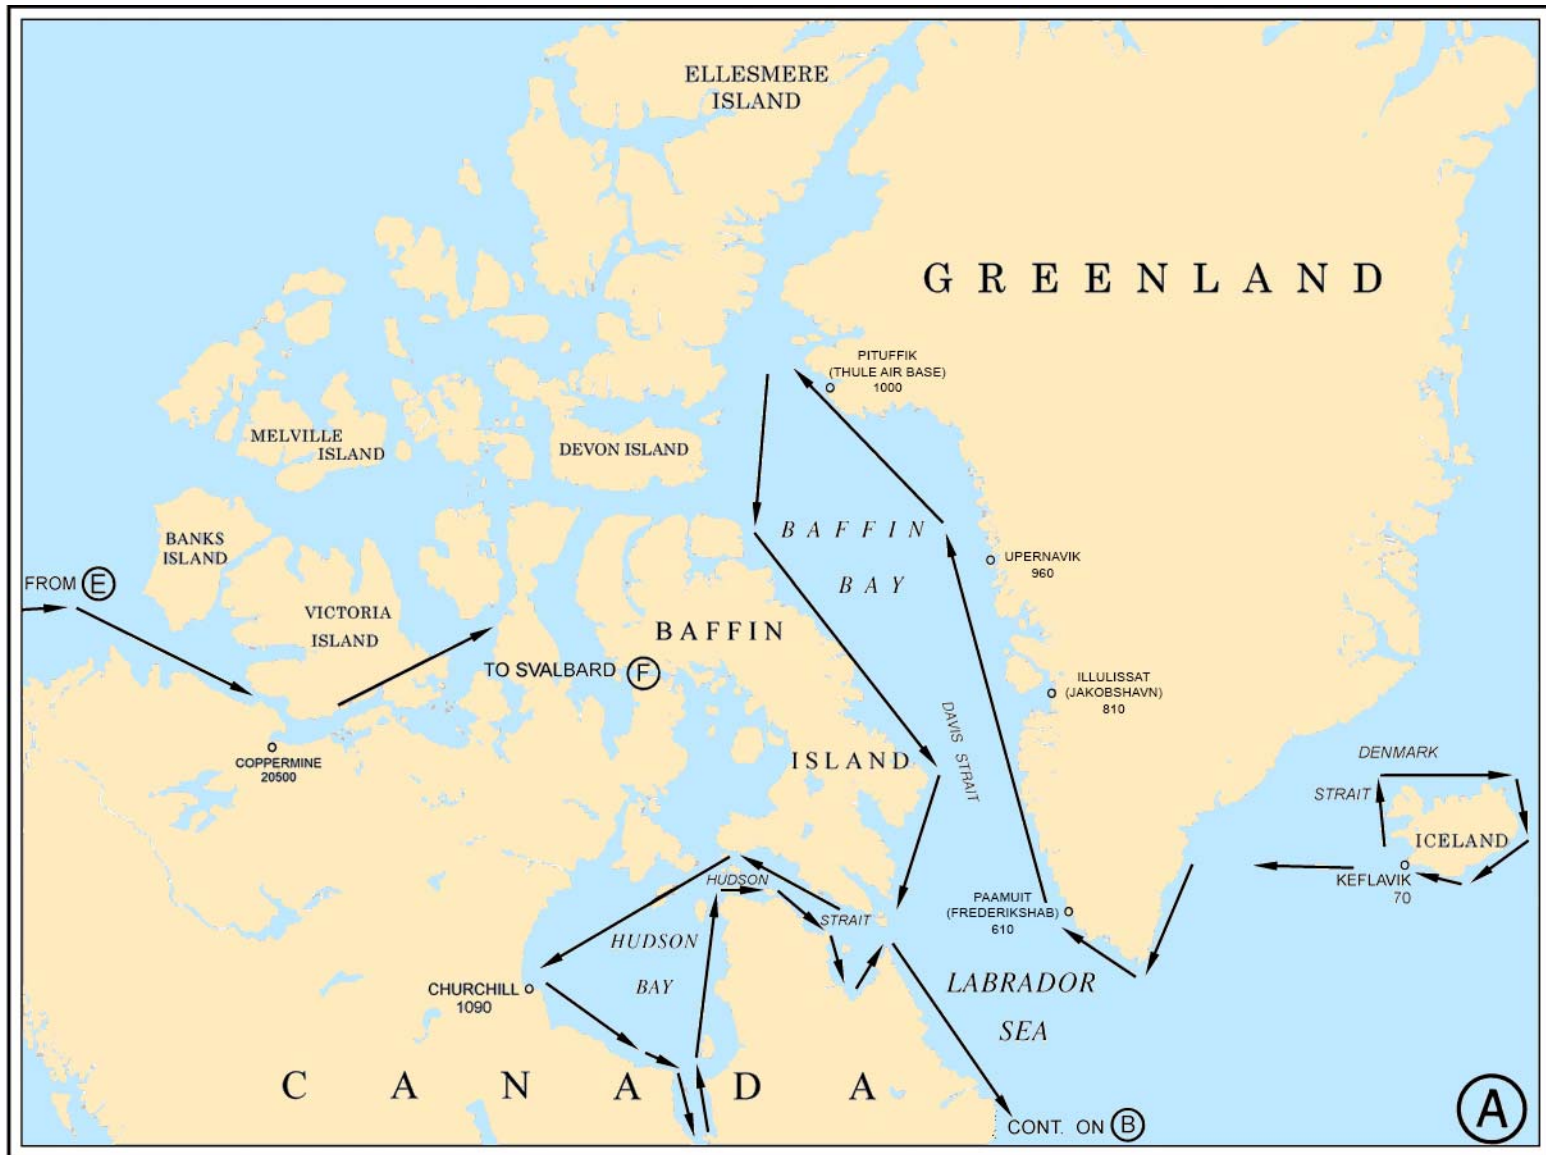 ELLESMERE
ISLAND
GREENLAND
PITUFFIK
(THULE AIR BASE)
1000
MELVILLE
ISLAND
DEVON ISLAND
BANKS
ISLAND
BAFFIN
BAY
UPERNAVIK
960
FROM E
VICTORIA
ISLAND
BAFFIN
ISLAND
TO SVALBARD F
ILLULISSAT
(JAKOBSHAVN)
810
DAVIS STRAIT
COPPERMINE
20500
DENMARK
STRAIT
ICELAND
KEFLAVIK
70
HUDSON
STRAIT
PAAMUIT
(FREDERIKSHAB)
610
HUDSON
BAY
CHURCHILL
1090
LABRADOR
SEA
CANADA
CONT. ON B
A